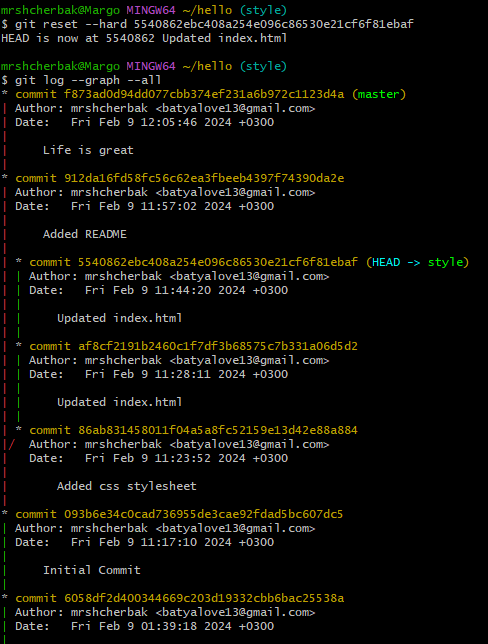 mrshcherbak@Margo MINGW64 ~/hello (style)
$ git reset --hard 5540862ebc408a254e096c86530e21cf6f81ebaf
HEAD is now at 5540862 Updated index.html
mrshcherbak@Margo MINGW64 ~/hello (style)
$ git log --graph --all
* commit f873ad0d94dd077cbb374ef231a6b972c1123d4a (master)
| Author: mrshcherbak <batyalove13@gmail.com>
| Date:   Fri Feb 9 12:05:46 2024 +0300
|
|     Life is great
|
* commit 912da16fd58fc56c62ea3fbeeb4397f74390da2e
| Author: mrshcherbak <batyalove13@gmail.com>
| Date:   Fri Feb 9 11:57:02 2024 +0300
|
|     Added README
|
| * commit 5540862ebc408a254e096c86530e21cf6f81ebaf (HEAD -> style)
| | Author: mrshcherbak <batyalove13@gmail.com>
| | Date:   Fri Feb 9 11:44:20 2024 +0300
| |
| |     Updated index.html
| |
| * commit af8cf2191b2460c1f7df3b68575c7b331a06d5d2
| | Author: mrshcherbak <batyalove13@gmail.com>
| | Date:   Fri Feb 9 11:28:11 2024 +0300
| |
| |     Updated index.html
| |
| * commit 86ab831458011f04a5a8fc52159e13d42e88a884
|/  Author: mrshcherbak <batyalove13@gmail.com>
|   Date:   Fri Feb 9 11:23:52 2024 +0300
|
|       Added css stylesheet
|
* commit 093b6e34c0cad736955de3cae92fdad5bc607dc5
| Author: mrshcherbak <batyalove13@gmail.com>
| Date:   Fri Feb 9 11:17:10 2024 +0300
|
|     Initial Commit
|
* commit 6058df2d400344669c203d19332cbb6bac25538a
| Author: mrshcherbak <batyalove13@gmail.com>
| Date:   Fri Feb 9 01:39:18 2024 +0300
|